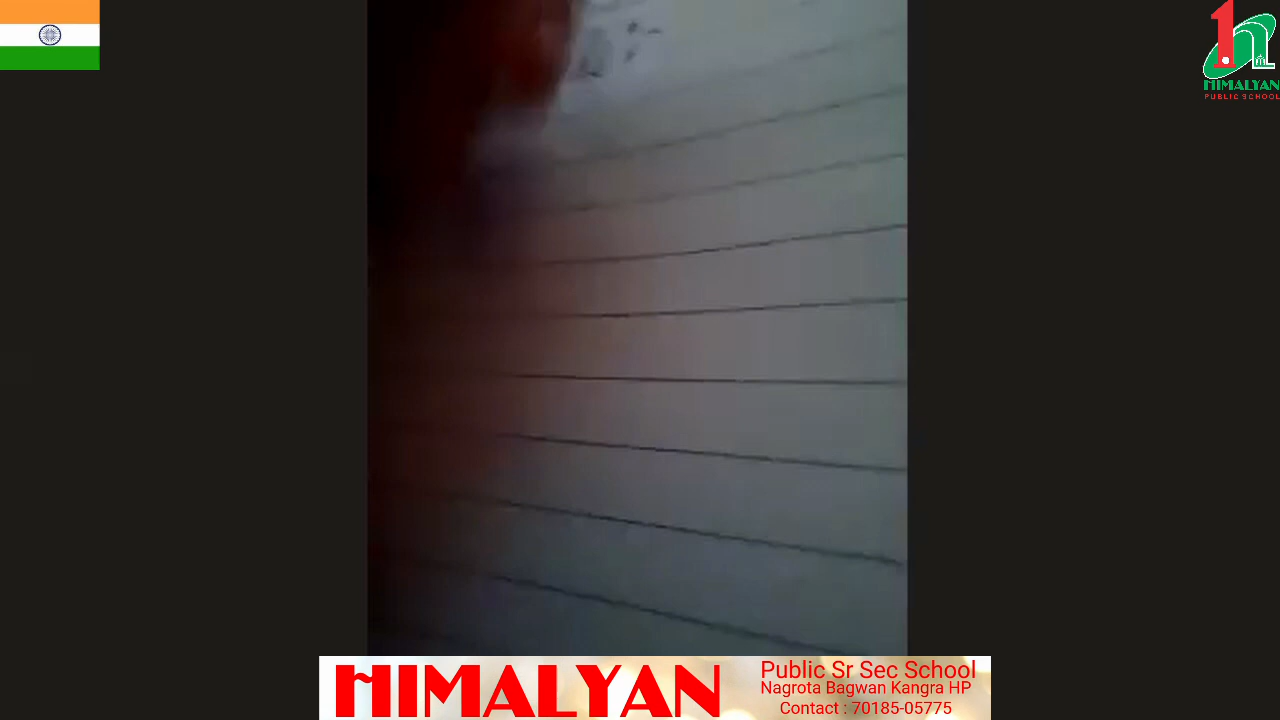 HIMALYAN
PUBLIC SCHOOL
HIMALYAN
Public Sr Sec School
Nagrota Bagwan Kangra HP
Contact : 70185-05775